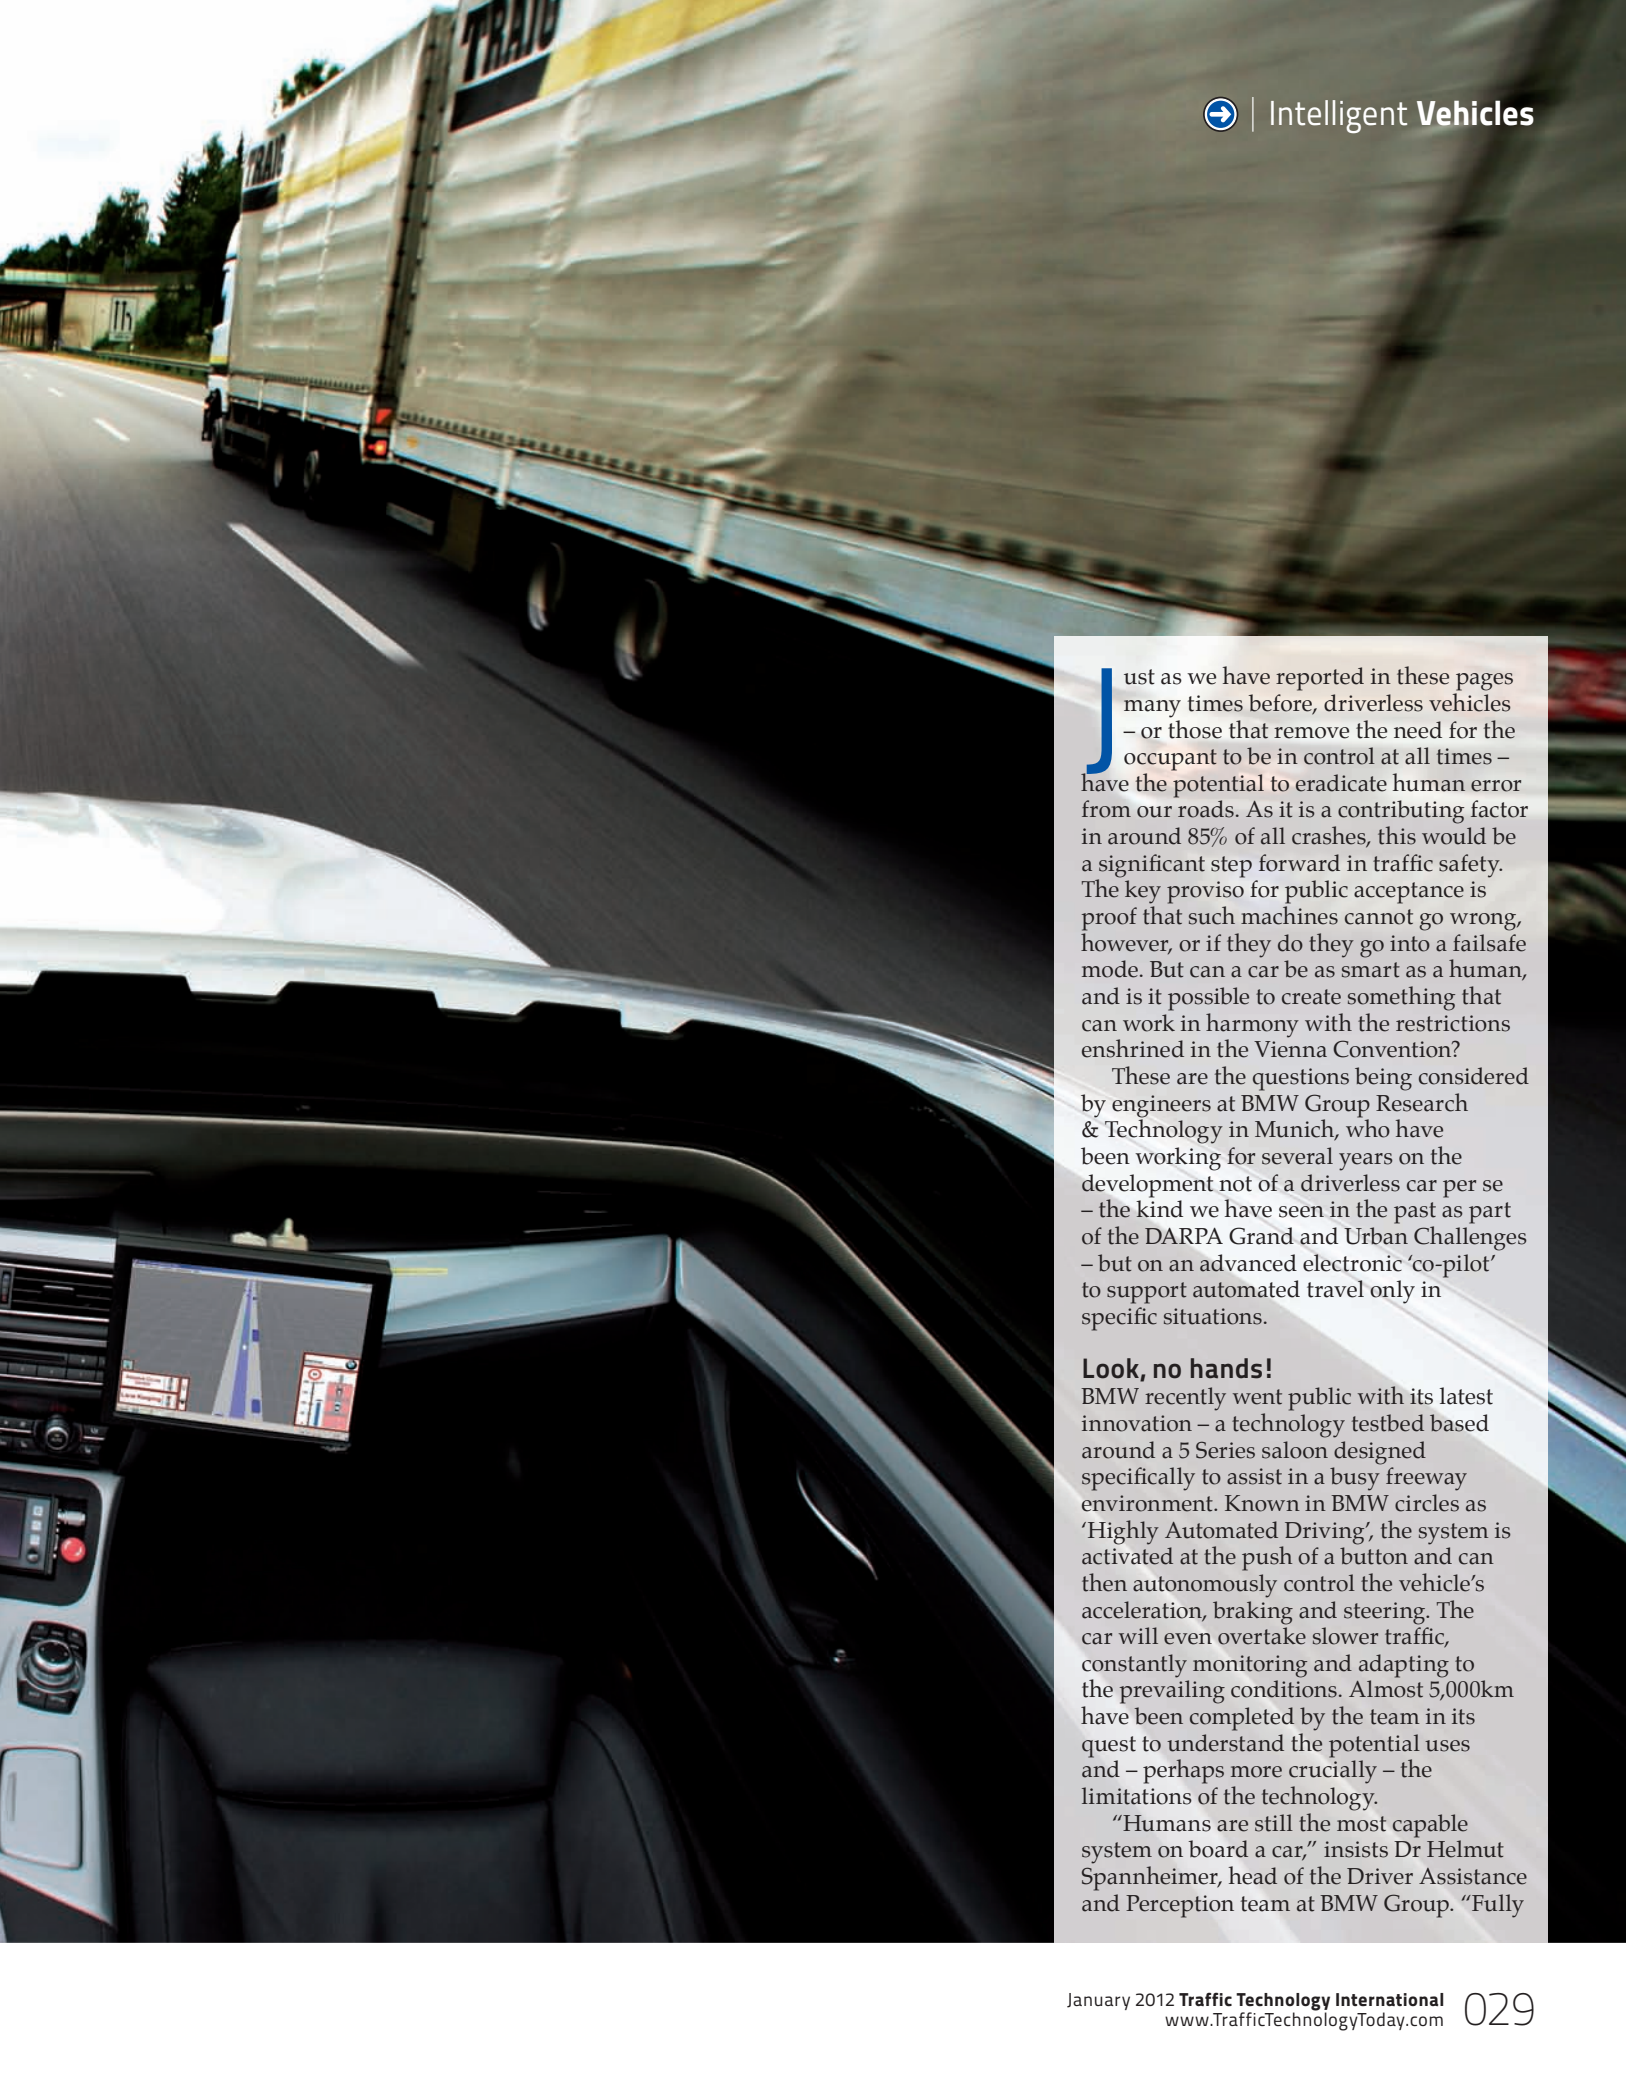 TRAIG
TRAIG
Intelligent Vehicles
Just as we have reported in these pages
many times before, driverless vehicles
– or those that remove the need for the
occupant to be in control at all times –
have the potential to eradicate human error
from our roads. As it is a contributing factor
in around 85% of all crashes, this would be
a significant step forward in traffic safety.
The key proviso for public acceptance is
proof that such machines cannot go wrong,
however, or if they do they go into a failsafe
mode. But can a car be as smart as a human,
and is it possible to create something that
can work in harmony with the restrictions
enshrined in the Vienna Convention?
These are the questions being considered
by engineers at BMW Group Research
& Technology in Munich, who have
been working for several years on the
development not of a driverless car per se
– the kind we have seen in the past as part
of the DARPA Grand and Urban Challenges
– but on an advanced electronic ‘co-pilot’
to support automated travel only in
specific situations.
Look, no hands!
BMW recently went public with its latest
innovation – a technology testbed based
around a 5 Series saloon designed
specifically to assist in a busy freeway
environment. Known in BMW circles as
‘Highly Automated Driving’, the system is
activated at the push of a button and can
then autonomously control the vehicle’s
acceleration, braking and steering. The
car will even overtake slower traffic,
constantly monitoring and adapting to
the prevailing conditions. Almost 5,000km
have been completed by the team in its
quest to understand the potential uses
and – perhaps more crucially – the
limitations of the technology.
“Humans are still the most capable
system on board a car,” insists Dr Helmut
Spannheimer, head of the Driver Assistance
and Perception team at BMW Group. “Fully
Lane Keeping
January 2012 Traffic Technology International
www.TrafficTechnologyToday.com
029